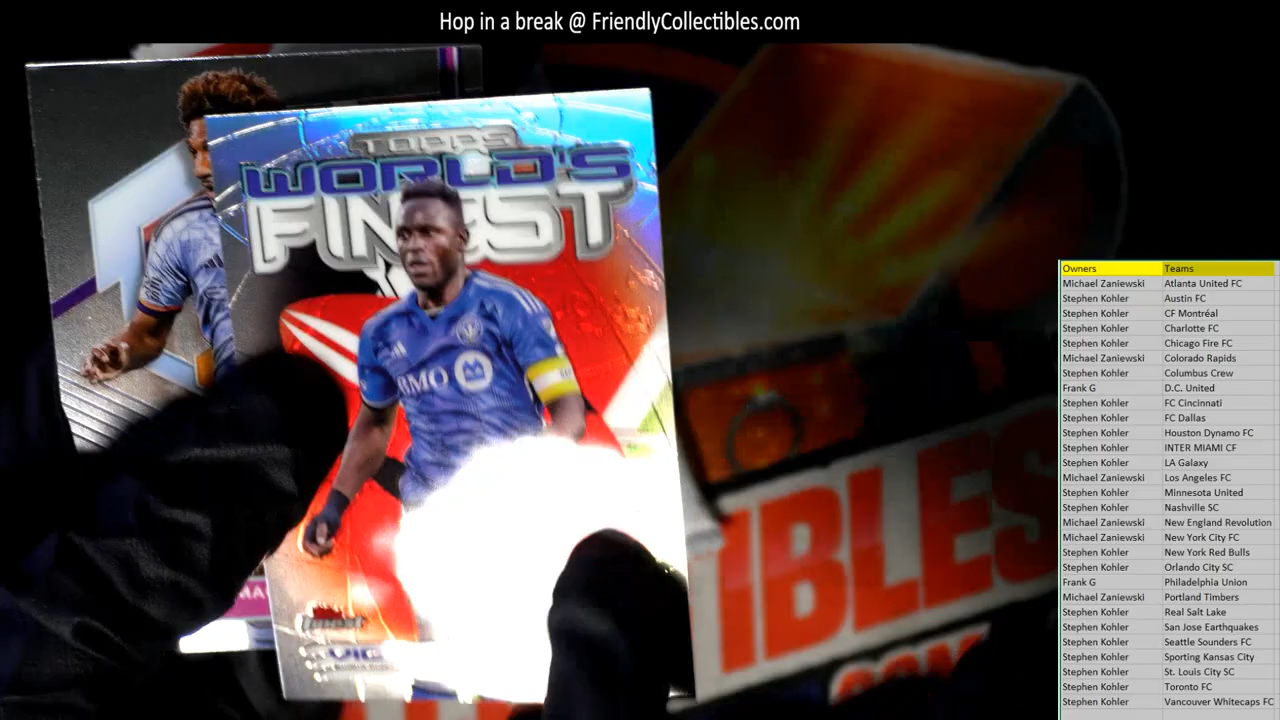 Hop in a break @ FriendlyCollectibles.com
TOPPS
WORLD'S
FINEST
BMO
finest
IBLES
Owners Teams
Michael Zaniewski Atlanta United FC
Stephen Kohler Austin FC
Stephen Kohler CF Montréal
Stephen Kohler Charlotte FC
Stephen Kohler Chicago Fire FC
Michael Zaniewski Colorado Rapids
Stephen Kohler Columbus Crew
Frank G D.C. United
Stephen Kohler FC Cincinnati
Stephen Kohler FC Dallas
Stephen Kohler Houston Dynamo FC
Stephen Kohler INTER MIAMI CF
Stephen Kohler LA Galaxy
Michael Zaniewski Los Angeles FC
Stephen Kohler Minnesota United
Stephen Kohler Nashville SC
Michael Zaniewski New England Revolution
Michael Zaniewski New York City FC
Stephen Kohler New York Red Bulls
Stephen Kohler Orlando City SC
Frank G Philadelphia Union
Michael Zaniewski Portland Timbers
Stephen Kohler Real Salt Lake
Stephen Kohler San Jose Earthquakes
Stephen Kohler Seattle Sounders FC
Stephen Kohler Sporting Kansas City
Stephen Kohler St. Louis City SC
Stephen Kohler Toronto FC
Stephen Kohler Vancouver Whitecaps FC